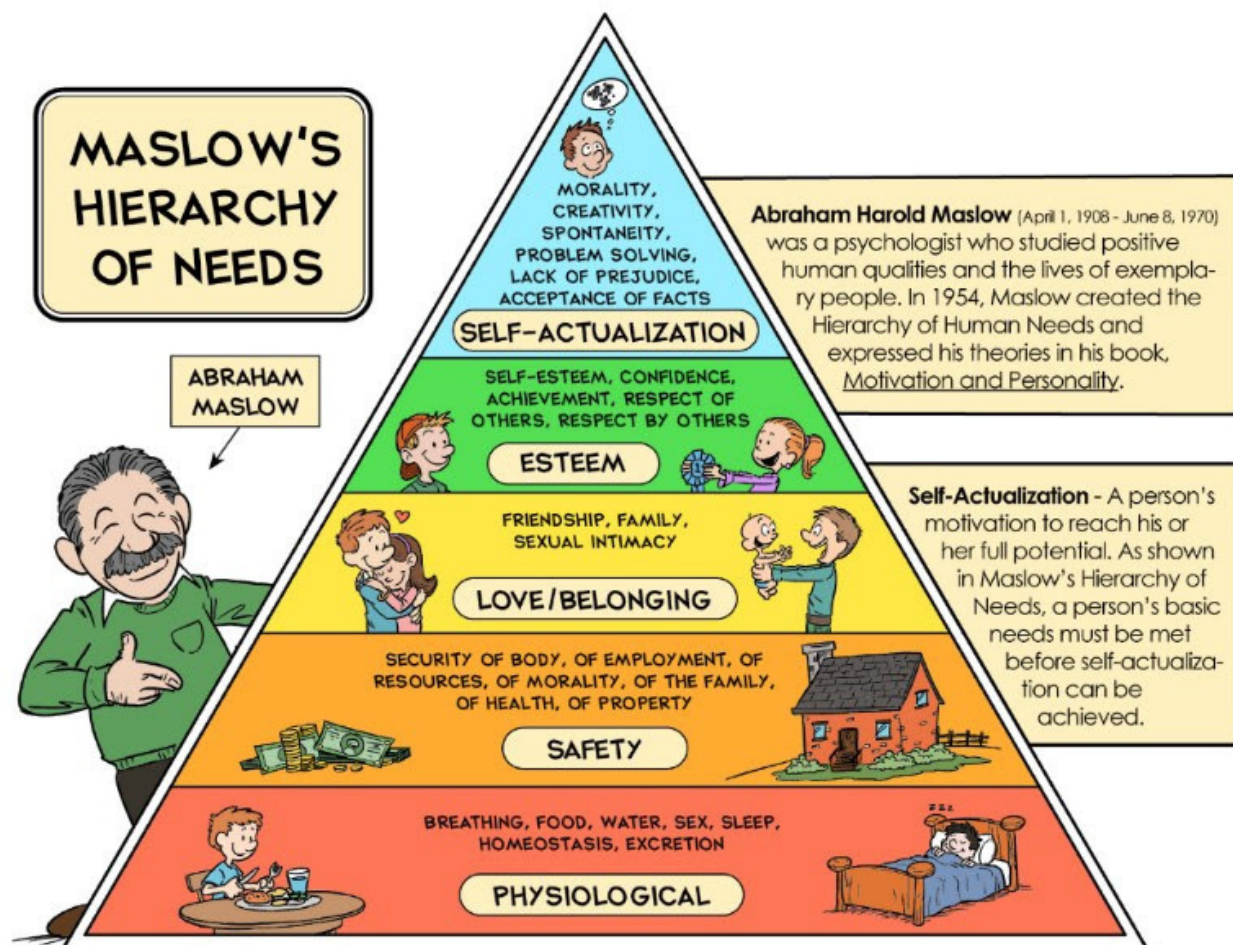 MASLOW'S
HIERARCHY
OF NEEDS
ABRAHAM
MASLOW
MORALITY,
CREATIVITY,
SPONTANEITY,
PROBLEM SOLVING,
LACK OF PREJUDICE,
ACCEPTANCE OF FACTS
SELF-ACTUALIZATION
SELF-ESTEEM, CONFIDENCE,
ACHIEVEMENT, RESPECT OF
OTHERS, RESPECT BY OTHERS
ESTEEM
1
FRIENDSHIP, FAMILY,
SEXUAL INTIMACY
LOVE/BELONGING
SECURITY OF BODY, OF EMPLOYMENT, OF
RESOURCES, OF MORALITY, OF THE FAMILY,
OF HEALTH, OF PROPERTY
SAFETY
BREATHING, FOOD, WATER, SEX, SLEEP,
HOMEOSTASIS, EXCRETION
ZZZ
PHYSIOLOGICAL
Abraham Harold Maslow (April 1, 1908 - June 8, 1970)
was a psychologist who studied positive
human qualities and the lives of exempla-
ry people. In 1954, Maslow created the
Hierarchy of Human Needs and
expressed his theories in his book,
Motivation and Personality.
Self-Actualization - A person's
motivation to reach his or
her full potential. As shown
in Maslow's Hierarchy of
Needs, a person's basic
needs must be met
before self-actualiza-
tion can be
achieved.